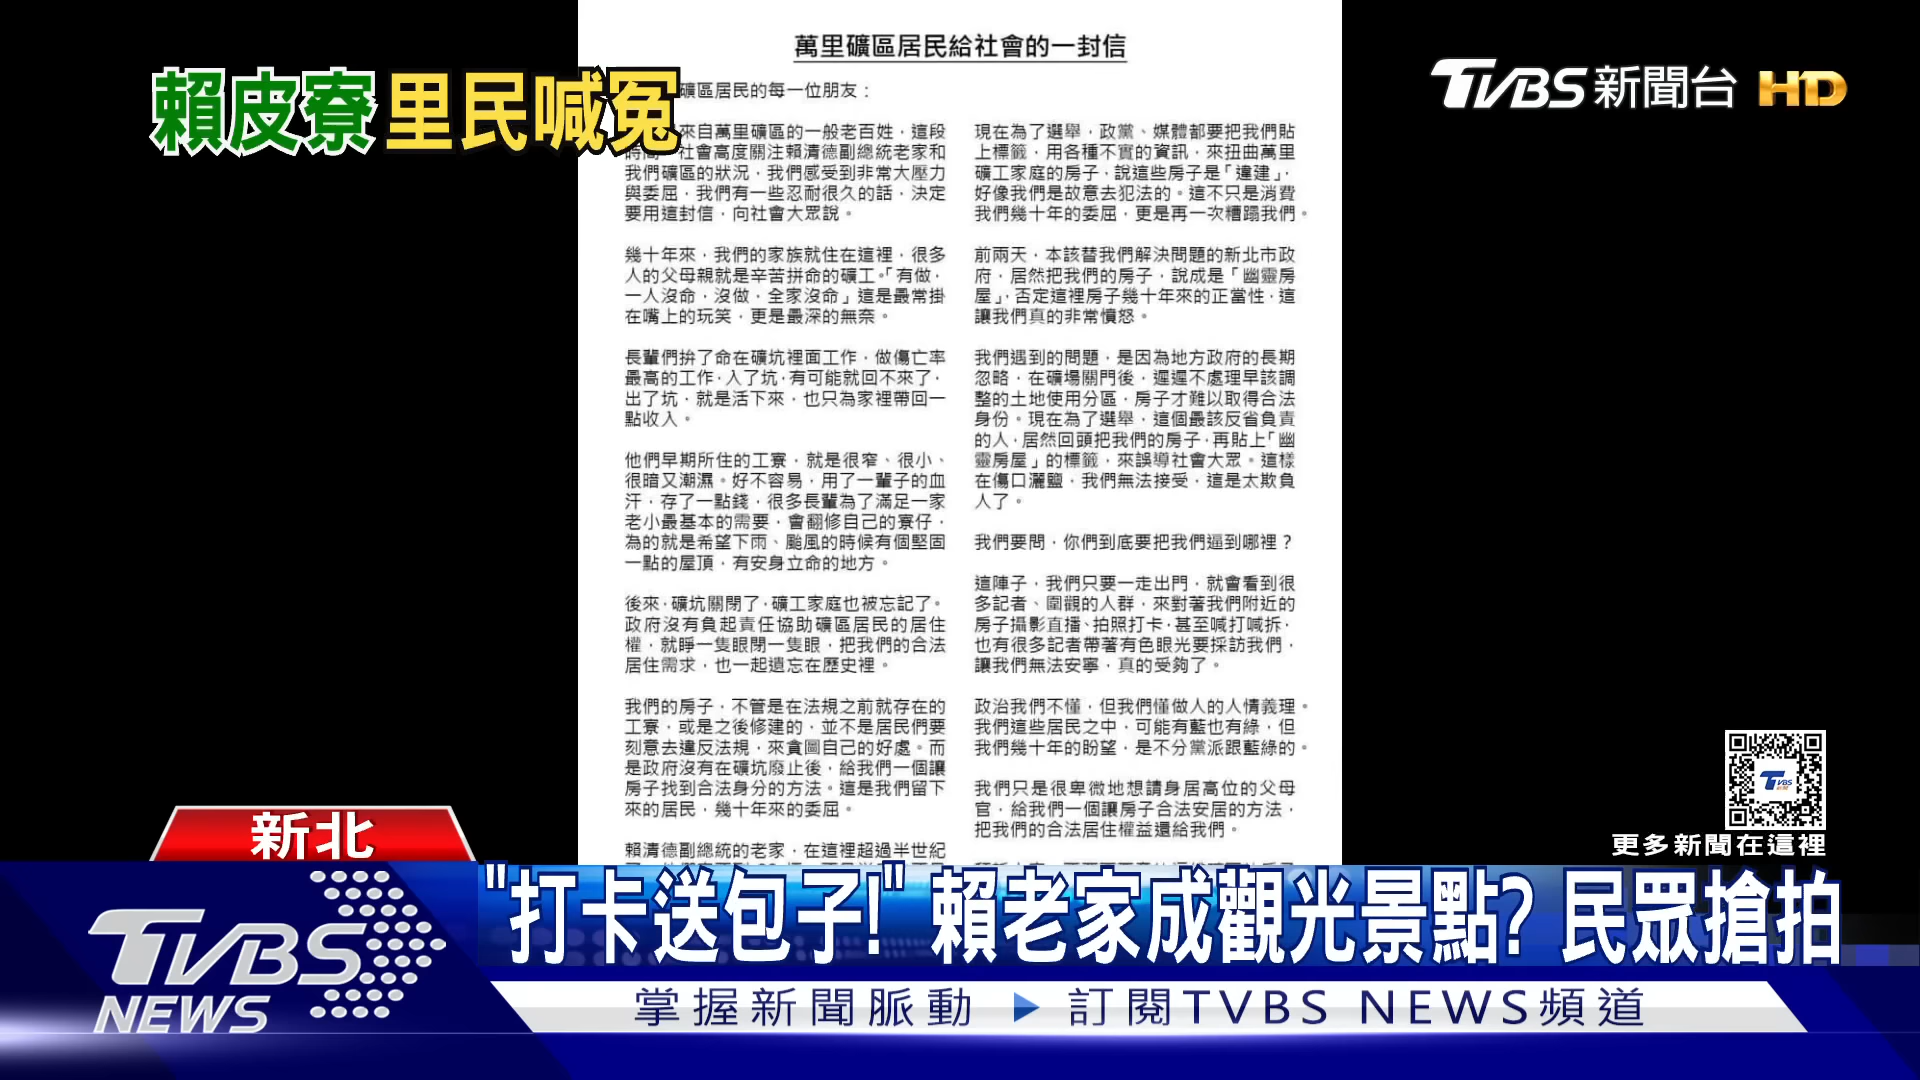 賴皮寮里民喊冤
TVBS新聞台 HD
萬里礦區居民給社會的一封信
礦區居民的每一位朋友：
來自萬里礦區的一般老百姓，這段
社會高度關注賴清德副總統老家和
我們礦區的狀況，我們感受到非常大壓力
與委屈，我們有一些忍耐很久的話，決定
要用這封信，向社會大眾說。
幾十年來，我們的家族就住在這裡，很多
人的父母親就是辛苦拼命的礦工。「有做，
一人沒命，沒做，全家沒命」這是最常掛
在嘴上的玩笑，更是最深的無奈。
長輩們拚了命在礦坑裡面工作，做傷亡率
最高的工作，入了坑，有可能就回不來了，
出了坑，就是活下來，也只為家裡帶回一
點收入。
他們早期所住的工寮，就是很窄、很小、
很暗又潮濕。好不容易，用了一輩子的血
汗，存了一點錢，很多長輩為了滿足一家
老小最基本的需要，會翻修自己的寮仔，
為的就是希望下雨、颱風的時候有個堅固
一點的屋頂，有安身立命的地方。
後來，礦坑關閉了，礦工家庭也被忘記了。
政府沒有負起責任協助礦區居民的居住
權，就睜一隻眼閉一隻眼，把我們的合法
居住需求，也一起遺忘在歷史裡。
我們的房子，不管是在法規之前就存在的
工寮，或是之後修建的，並不是居民們要
刻意去違反法規，來貪圖自己的好處。而
是政府沒有在礦坑廢止後，給我們一個讓
房子找到合法身分的方法。這是我們留下
來的居民，幾十年來的委屈。
賴清德副總統的老家，在這裡超過半世紀
現在為了選舉，政黨、媒體都要把我們貼
上標籤，用各種不實的資訊，來扭曲萬里
礦工家庭的房子，說這些房子是「違建」，
好像我們是故意去犯法的。這不只是消費
我們幾十年的委屈，更是再一次糟蹋我們。
前兩天，本該替我們解決問題的新北市政
府，居然把我們的房子，說成是「幽靈房
屋」，否定這裡房子幾十年來的正當性，這
讓我們真的非常憤怒。
我們遇到的問題，是因為地方政府的長期
忽略，在礦場關門後，遲遲不處理早該調
整的土地使用分區，房子才難以取得合法
身份。現在為了選舉，這個最該反省負責
的人，居然回頭把我們的房子，再貼上「幽
靈房屋」的標籤，來誤導社會大眾。這樣
在傷口灑鹽，我們無法接受，這是太欺負
人了。
我們要問，你們到底要把我們逼到哪裡？
這陣子，我們只要一走出門，就會看到很
多記者、圍觀的人群，來對著我們附近的
房子攝影直播、拍照打卡，甚至喊打喊拆，
也有很多記者帶著有色眼光要採訪我們，
讓我們無法安寧，真的受夠了。
政治我們不懂，但我們懂做人的人情義理。
我們這些居民之中，可能有藍也有綠，但
我們幾十年的盼望，是不分黨派跟藍綠的。
我們只是很卑微地想請身居高位的父母
官，給我們一個讓房子合法安居的方法，
把我們的合法居住權益還給我們。
TVBS
更多新聞在這裡
新北
"打卡送包子!" 賴老家成觀光景點? 民眾搶拍
TVBS NEWS
掌握新聞脈動 訂閱TVBS NEWS頻道